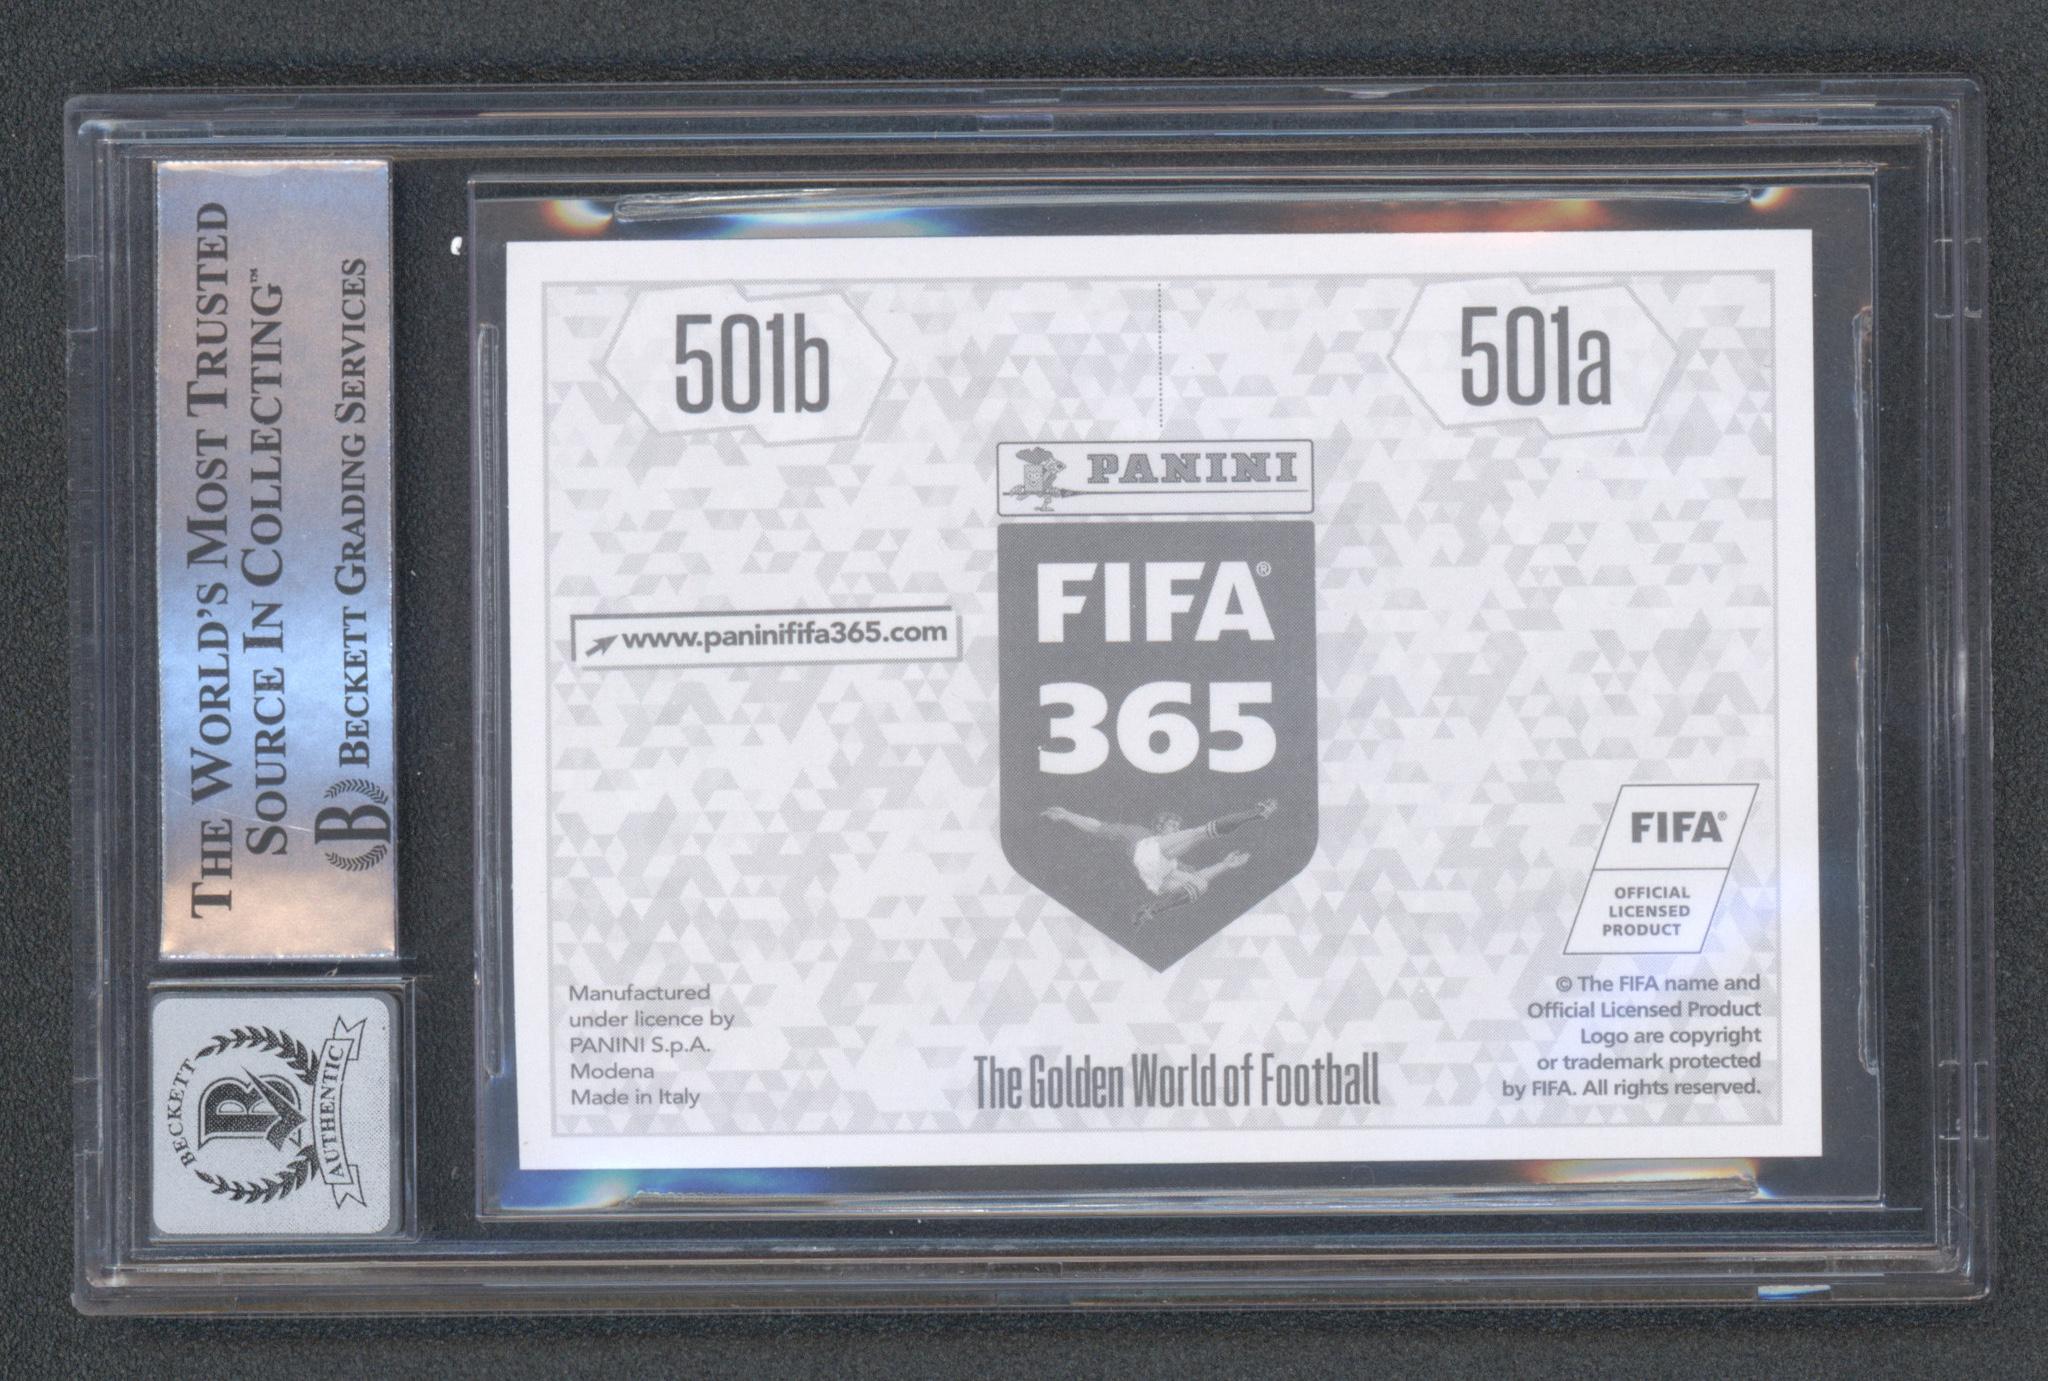 THE WORLD'S MOST TRUSTED
SOURCE IN COLLECTING™
B BECKETT GRADING SERVICES
BECKETT
B
AUTHENTIC
501b
501a
PANINI
FIFA®
365
www.paninififa365.com
FIFA®
OFFICIAL
LICENSED
PRODUCT
Manufactured
under licence by
PANINI S.p.A.
Modena
Made in Italy
The Golden World of Football
© The FIFA name and
Official Licensed Product
Logo are copyright
or trademark protected
by FIFA. All rights reserved.